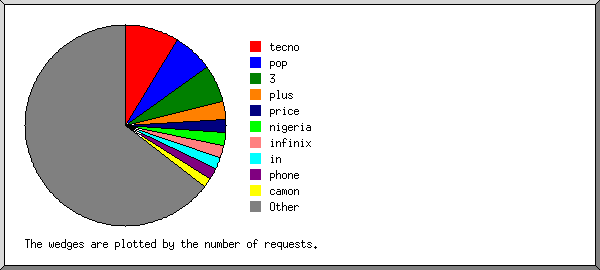 tecno
pop
3
plus
price
nigeria
infinix
in
phone
camon
Other
The wedges are plotted by the number of requests.